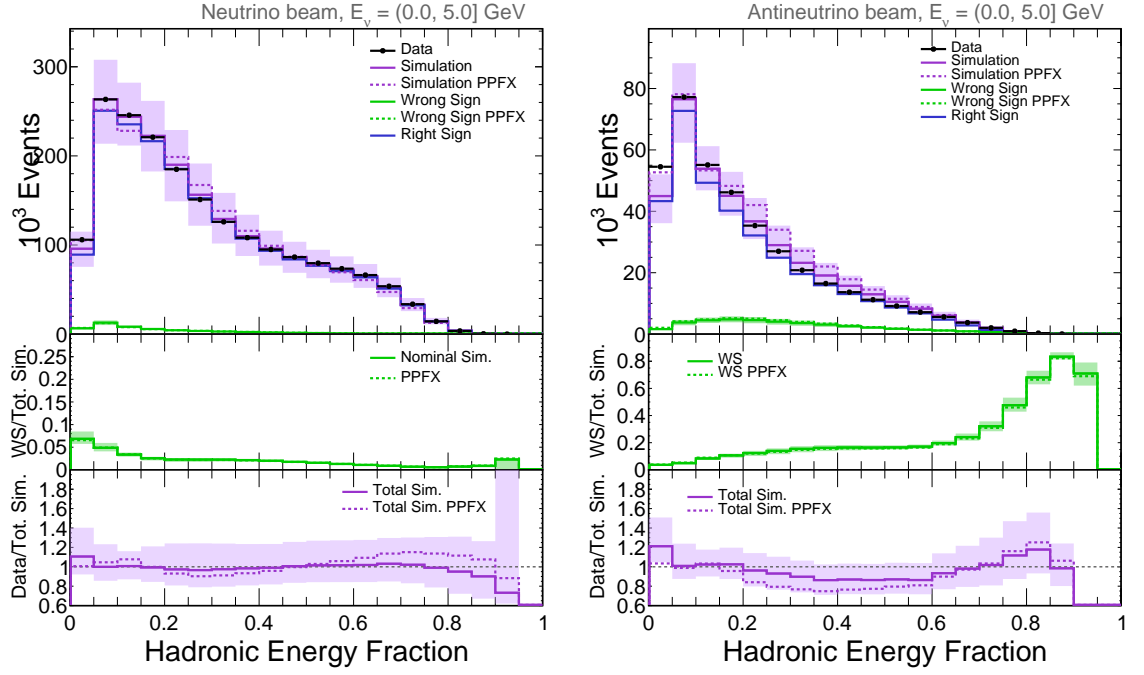 Neutrino beam, Eν = (0.0, 5.0] GeV
10³ Events
300
200
100
0
Data
Simulation
Simulation PPFX
Wrong Sign
Wrong Sign PPFX
Right Sign
WS/Tot. Sim.
0.25
0.2
0.15
0.1
0.05
0
Nominal Sim.
PPFX
Data/Tot. Sim.
1.8
1.6
1.4
1.2
1
0.8
0.6
Total Sim.
Total Sim. PPFX
0 0.2 0.4 0.6 0.8 1
Hadronic Energy Fraction
Antineutrino beam, Eν = (0.0, 5.0] GeV
10³ Events
80
60
40
20
0
Data
Simulation
Simulation PPFX
Wrong Sign
Wrong Sign PPFX
Right Sign
WS/Tot. Sim.
0.8
0.6
0.4
0.2
0
WS
WS PPFX
Data/Tot. Sim.
1.8
1.6
1.4
1.2
1
0.8
0.6
Total Sim.
Total Sim. PPFX
0 0.2 0.4 0.6 0.8 1
Hadronic Energy Fraction